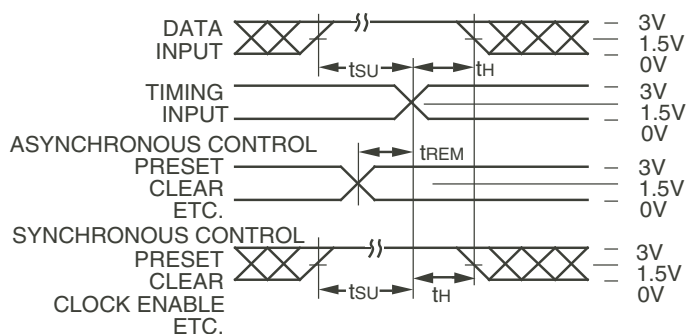 DATA
INPUT
3V
1.5V
0V
tSU
tH
TIMING
INPUT
3V
1.5V
0V
ASYNCHRONOUS CONTROL
PRESET
CLEAR
ETC.
tREM
3V
1.5V
0V
SYNCHRONOUS CONTROL
PRESET
CLEAR
CLOCK ENABLE
ETC.
tSU
tH
3V
1.5V
0V